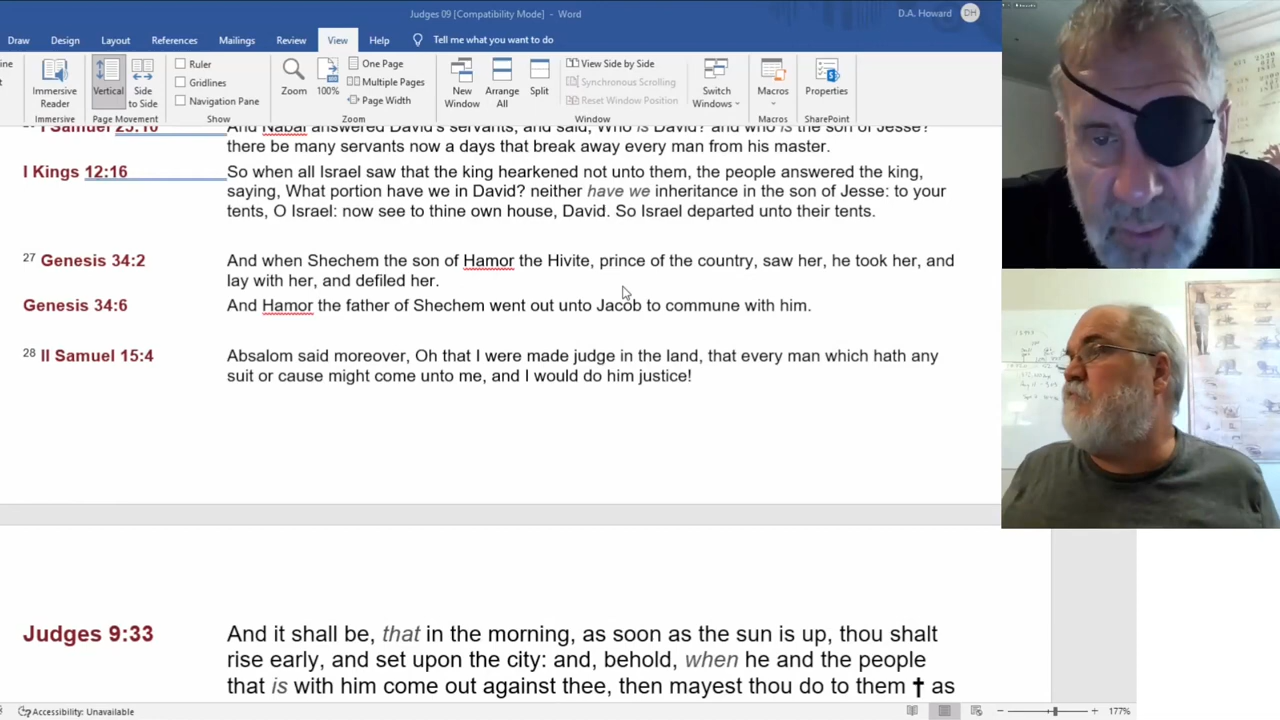 Judges 09 [Compatibility Mode] - Word
D.A. Howard DH
Draw Design Layout References Mailings Review View Help Tell me what you want to do
Immersive Reader
Immersive
Vertical
Side to Side
Page Movement
Ruler
Gridlines
Navigation Pane
Show
Zoom
100%
One Page
Multiple Pages
Page Width
Zoom
New Window
Arrange All
Split
View Side by Side
Synchronous Scrolling
Reset Window Position
Switch Windows
Window
Macros
Macros
Properties
SharePoint
I Samuel 25:10 And Nabal answered David's servants, and said, Who is David? and who is the son of Jesse?
there be many servants now a days that break away every man from his master.
I Kings 12:16 So when all Israel saw that the king hearkened not unto them, the people answered the king,
saying, What portion have we in David? neither have we inheritance in the son of Jesse: to your
tents, O Israel: now see to thine own house, David. So Israel departed unto their tents.
27 Genesis 34:2 And when Shechem the son of Hamor the Hivite, prince of the country, saw her, he took her, and
lay with her, and defiled her.
Genesis 34:6 And Hamor the father of Shechem went out unto Jacob to commune with him.
28 II Samuel 15:4 Absalom said moreover, Oh that I were made judge in the land, that every man which hath any
suit or cause might come unto me, and I would do him justice!
Judges 9:33 And it shall be, that in the morning, as soon as the sun is up, thou shalt
rise early, and set upon the city: and, behold, when he and the people
that is with him come out against thee, then mayest thou do to them † as
Accessibility: Unavailable
177%